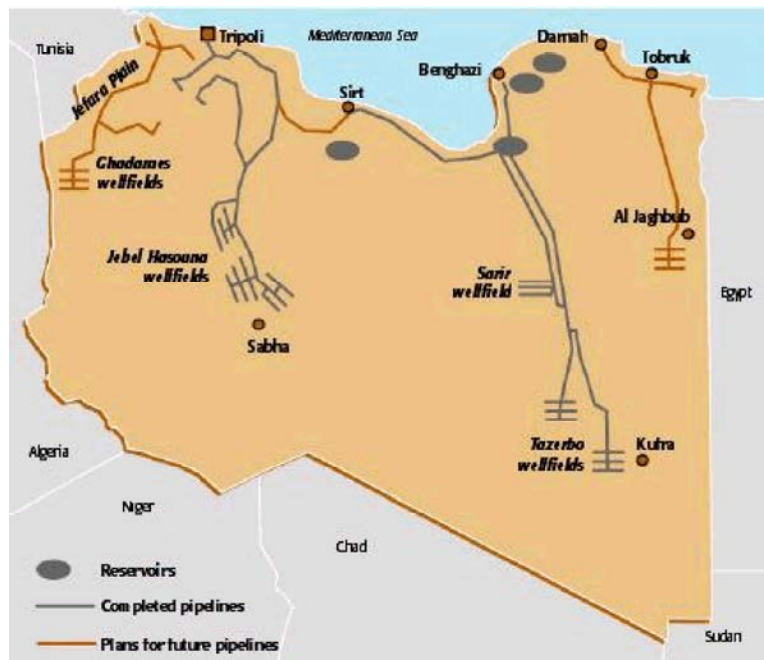 Tunisia
Tripoli
Mediterranean Sea
Darnah
Benghazi
Tobruk
Jefara Plain
Sirt
Ghadames
wellfields
Al Jaghbub
Jebel Hasouna
wellfields
Sarir
wellfield
Egypt
Sabha
Algeria
Tazerbo
wellfields
Kufra
Niger
Chad
Reservoirs
Completed pipelines
Plans for future pipelines
Sudan